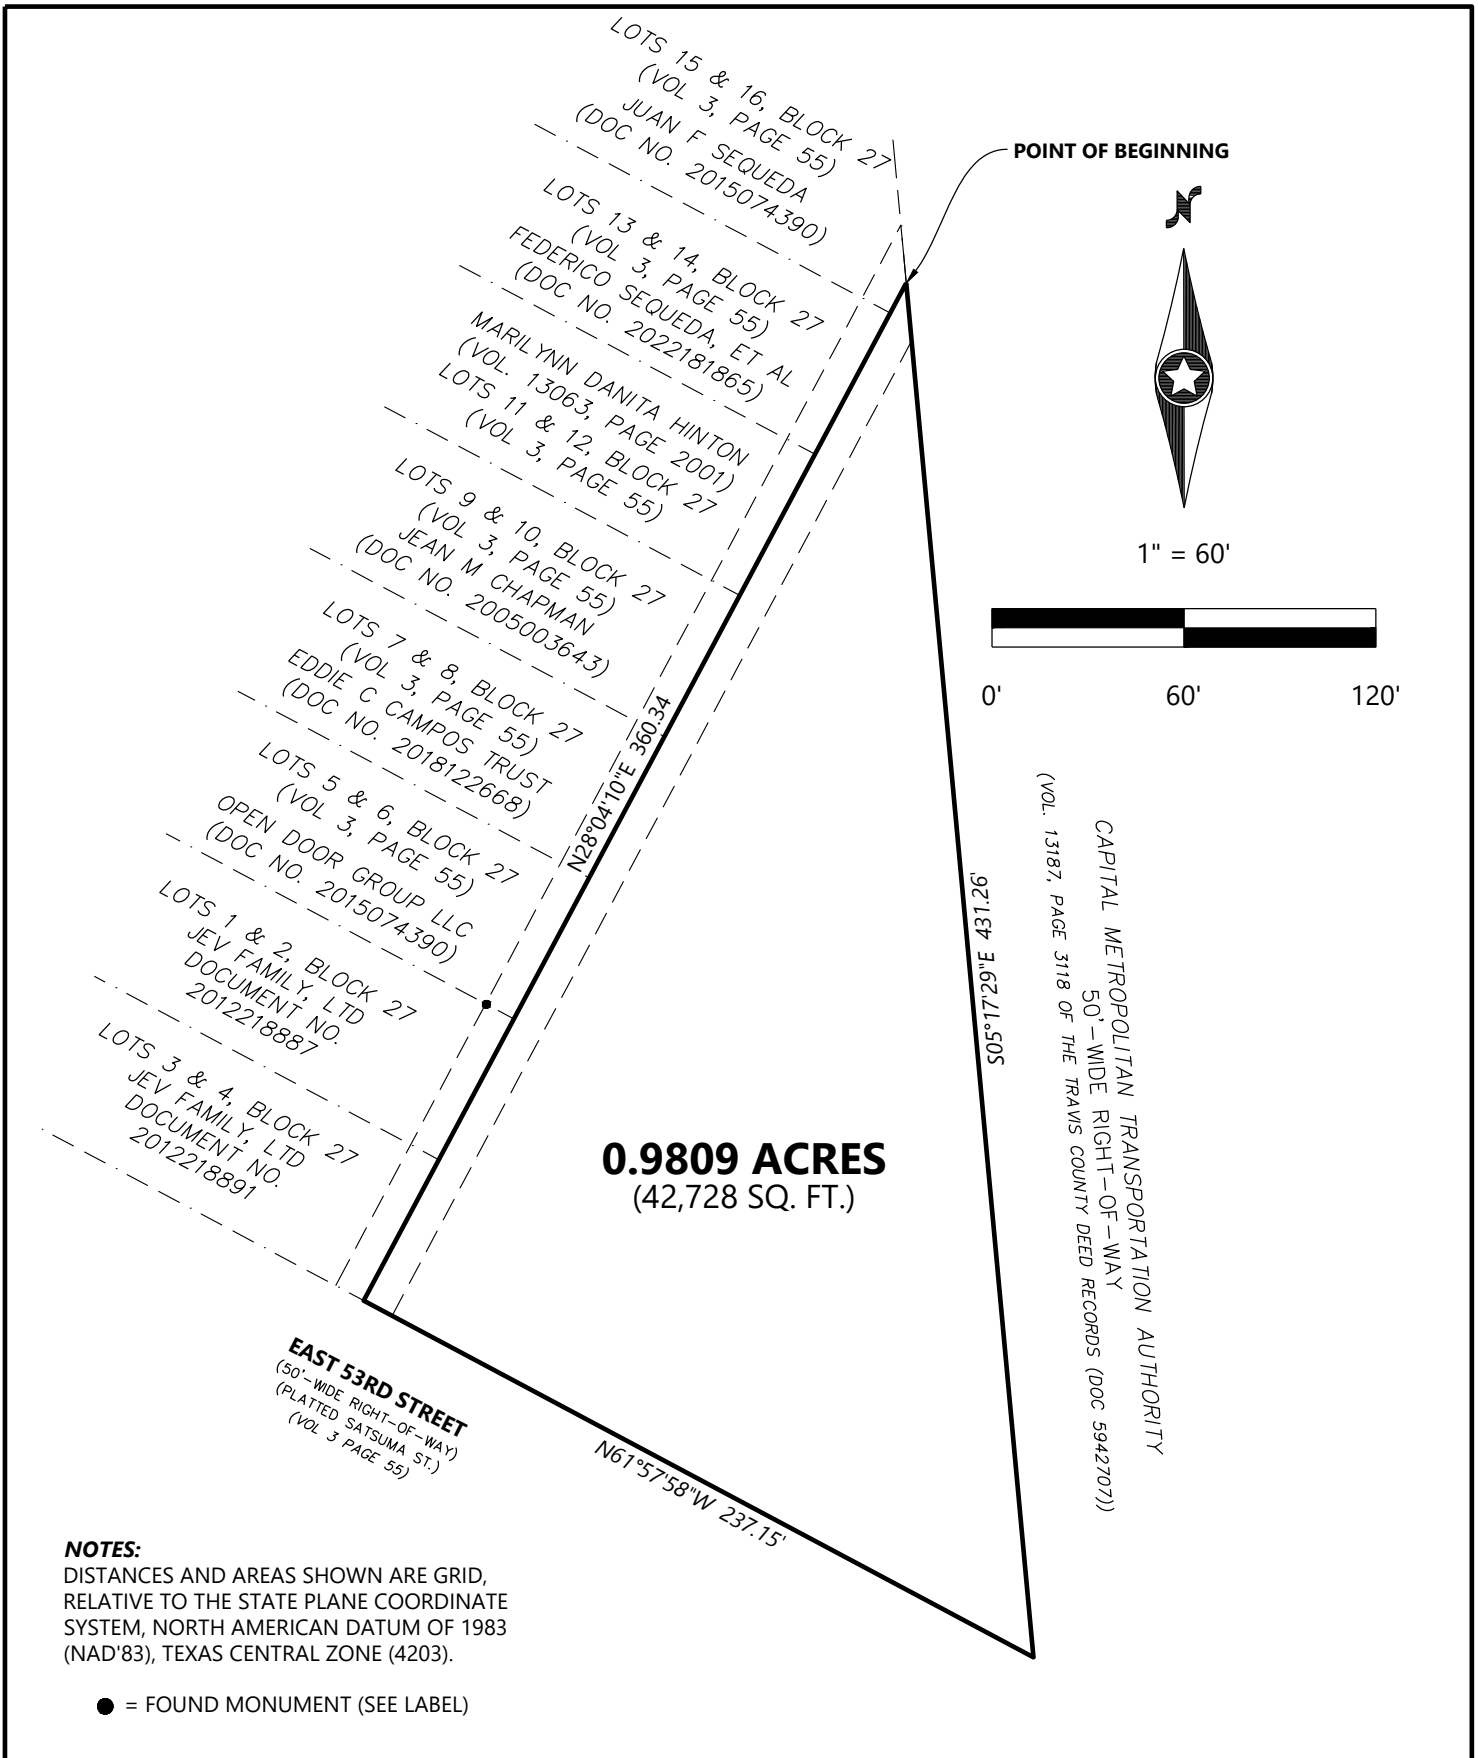 LOTS 15 & 16, BLOCK 27
(VOL 3, PAGE 55)
JUAN F SEQUEDA
(DOC NO. 2015074390)
POINT OF BEGINNING
N
LOTS 13 & 14, BLOCK 27
(VOL 3, PAGE 55)
FEDERICO SEQUEDA, ET AL
(DOC NO. 2022181865)
MARILYNN DANITA HINTON
(VOL. 13063, PAGE 2001)
LOTS 11 & 12, BLOCK 27
(VOL 3, PAGE 55)
LOTS 9 & 10, BLOCK 27
(VOL 3, PAGE 55)
JEAN M CHAPMAN
(DOC NO. 2005003643)
1" = 60'
0' 60' 120'
LOTS 7 & 8, BLOCK 27
(VOL 3, PAGE 55)
EDDIE C CAMPOS TRUST
(DOC NO. 2018122668)
N28°04'10"E 360.34
LOTS 5 & 6, BLOCK 27
(VOL 3, PAGE 55)
OPEN DOOR GROUP LLC
(DOC NO. 2015074390)
LOTS 1 & 2, BLOCK 27
JEV FAMILY, LTD
DOCUMENT NO.
2012218887
LOTS 3 & 4, BLOCK 27
JEV FAMILY, LTD
DOCUMENT NO.
2012218891
S05°17'29"E 431.26'
CAPITAL METROPOLITAN TRANSPORTATION AUTHORITY
50'-WIDE RIGHT-OF-WAY
(VOL. 13187, PAGE 3118 OF THE TRAVIS COUNTY DEED RECORDS (DOC 5942707))
0.9809 ACRES
(42,728 SQ. FT.)
EAST 53RD STREET
(50'-WIDE RIGHT-OF-WAY)
(PLATTED SATSUMA ST.)
(VOL 3 PAGE 55)
N61°57'58"W 237.15'
NOTES:
DISTANCES AND AREAS SHOWN ARE GRID,
RELATIVE TO THE STATE PLANE COORDINATE
SYSTEM, NORTH AMERICAN DATUM OF 1983
(NAD'83), TEXAS CENTRAL ZONE (4203).
= FOUND MONUMENT (SEE LABEL)